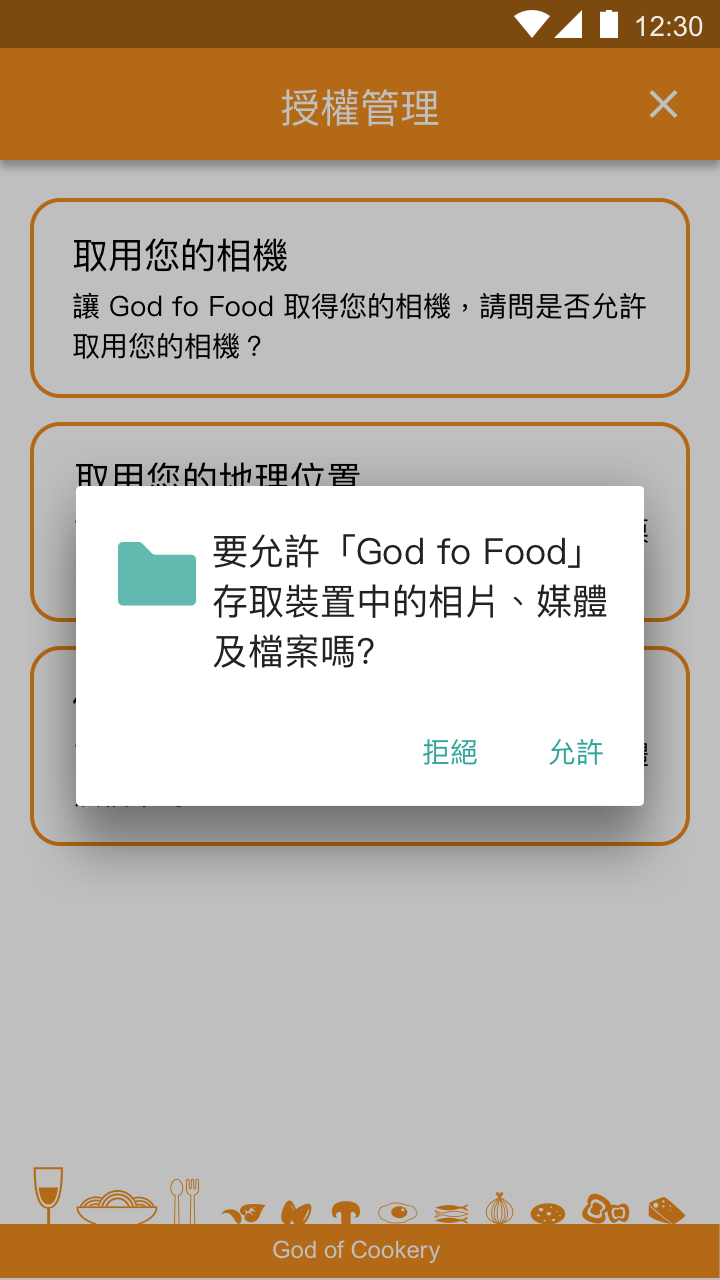 12:30
授權管理
取用您的相機
讓 God fo Food 取得您的相機，請問是否允許
取用您的相機？
取用您的地理位置
要允許「God fo Food」
存取裝置中的相片、媒體
及檔案嗎?
拒絕
允許
God of Cookery